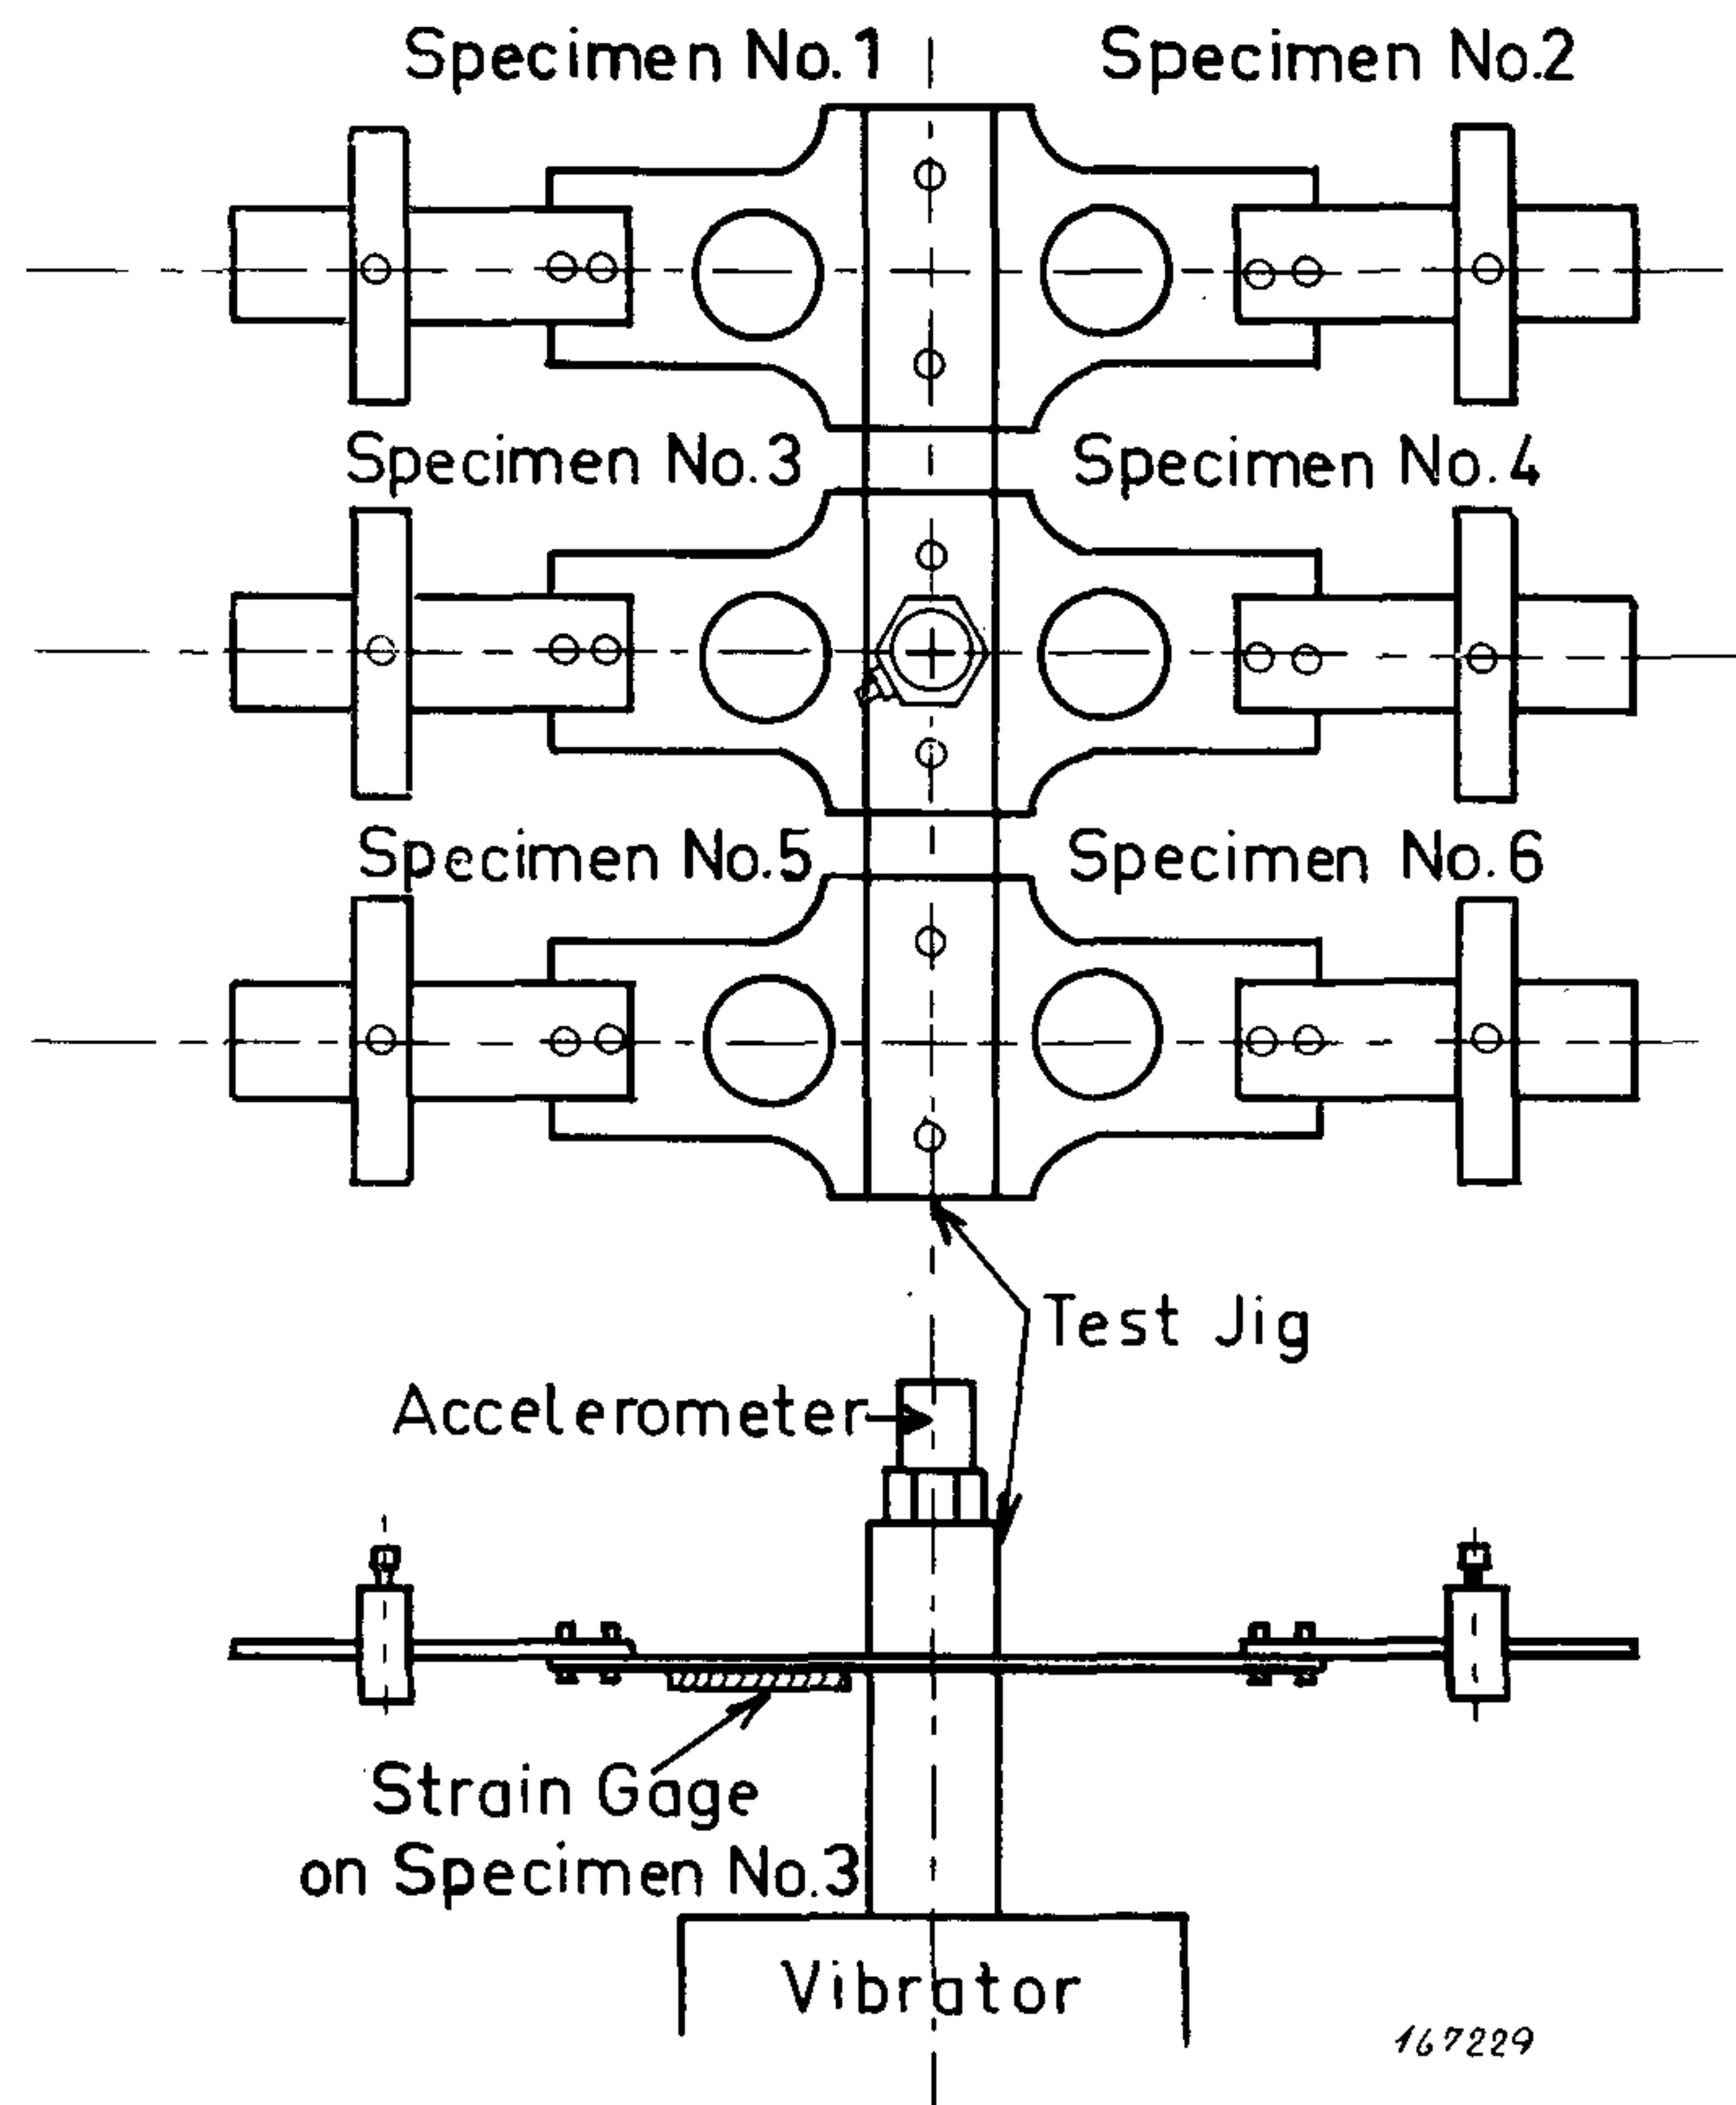 Specimen No. 1
Specimen No.2
Specimen No.3
Specimen No.4
Specimen No.5
Specimen No.6
Test Jig
Accelerometer
Strain Gage
on Specimen No.3
Vibrator
167229